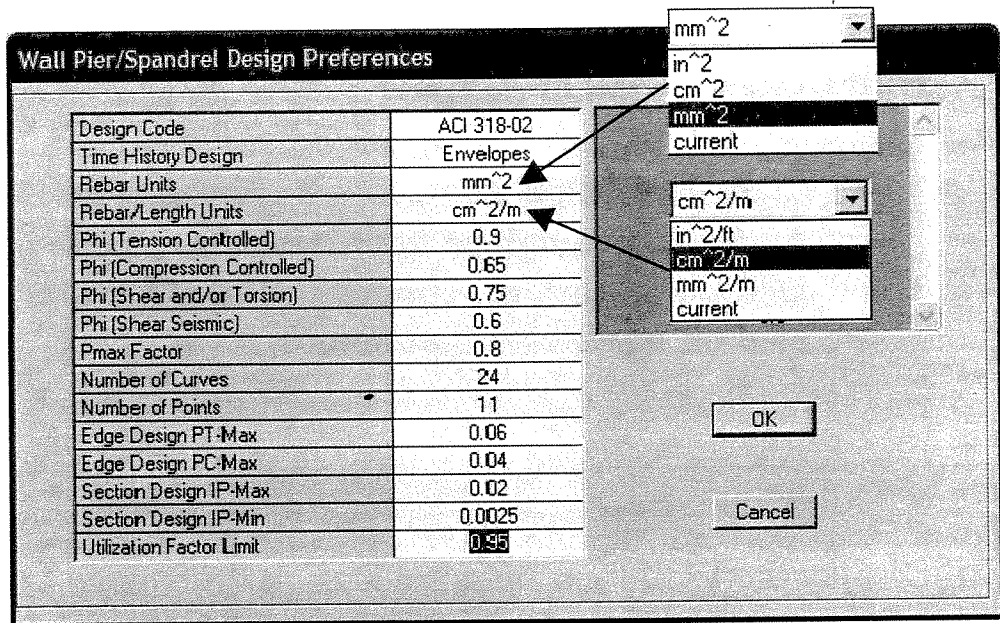 mm^2
Wall Pier/Spandrel Design Preferences
in^2
cm^2
mm^2
current
Design Code ACI 318-02
Time History Design Envelopes
Rebar Units mm^2
Rebar/Length Units cm^2/m
Phi (Tension Controlled) 0.9
Phi (Compression Controlled) 0.65
Phi (Shear and/or Torsion) 0.75
Phi (Shear Seismic) 0.6
Pmax Factor 0.8
Number of Curves 24
Number of Points 11
Edge Design PT-Max 0.06
Edge Design PC-Max 0.04
Section Design IP-Max 0.02
Section Design IP-Min 0.0025
Utilization Factor Limit 0.95
cm^2/m
in^2/ft
cm^2/m
mm^2/m
current
OK
Cancel